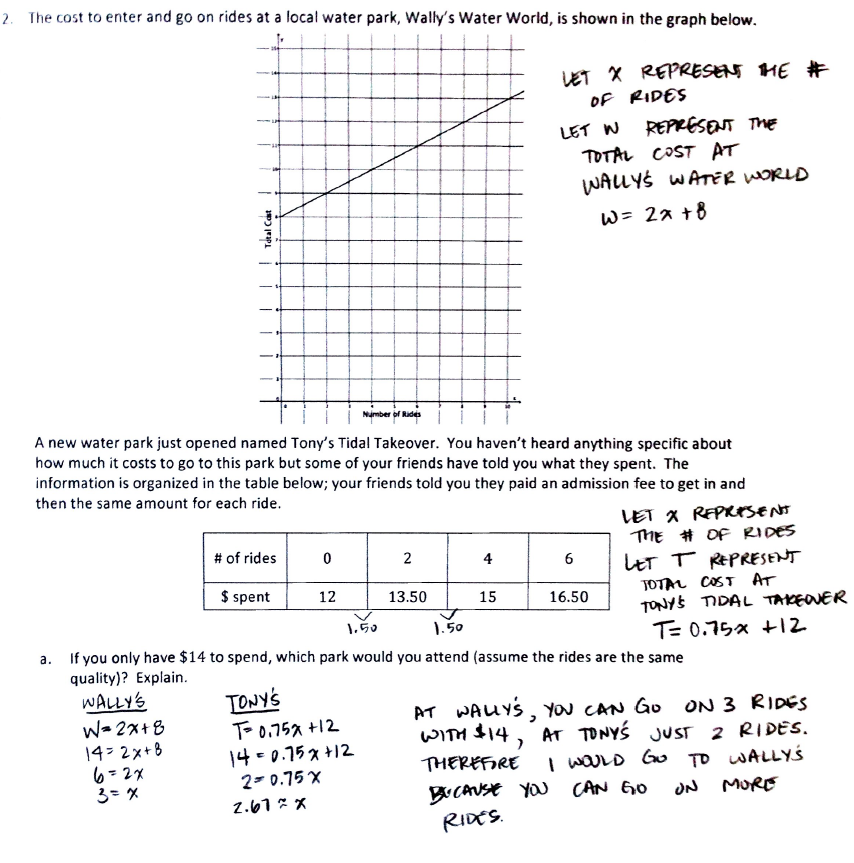 2. The cost to enter and go on rides at a local water park, Wally's Water World, is shown in the graph below.
LET X REPRESENT THE #
OF RIDES
LET W REPRESENT THE
TOTAL COST AT
WALLY'S WATER WORLD
W = 2x + 8
Total Cost
Number of Rides
A new water park just opened named Tony's Tidal Takeover. You haven't heard anything specific about
how much it costs to go to this park but some of your friends have told you what they spent. The
information is organized in the table below; your friends told you they paid an admission fee to get in and
then the same amount for each ride.
LET X REPRESENT
THE # OF RIDES
LET T REPRESENT
TOTAL COST AT
TONY'S TIDAL TAKEOVER
T = 0.75x + 12
# of rides 0 2 4 6
$ spent 12 13.50 15 16.50
1.50 1.50
a. If you only have $14 to spend, which park would you attend (assume the rides are the same
quality)? Explain.
WALLY'S
W = 2x + 8
14 = 2x + 8
6 = 2x
3 = x
TONY'S
T = 0.75x + 12
14 = 0.75x + 12
2 = 0.75x
2.67 ≈ x
AT WALLY'S, YOU CAN GO ON 3 RIDES
WITH $14, AT TONY'S JUST 2 RIDES.
THEREFORE I WOULD GO TO WALLY'S
BECAUSE YOU CAN GO ON MORE
RIDES.